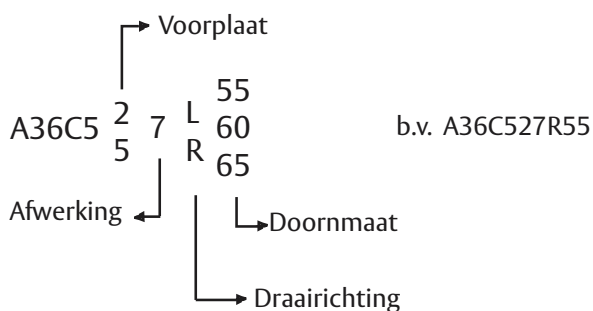 Voorplaat
55
2 L
A36C5 7 60 b.v. A36C527R55
5 R
65
Afwerking
Doornmaat
Draairichting